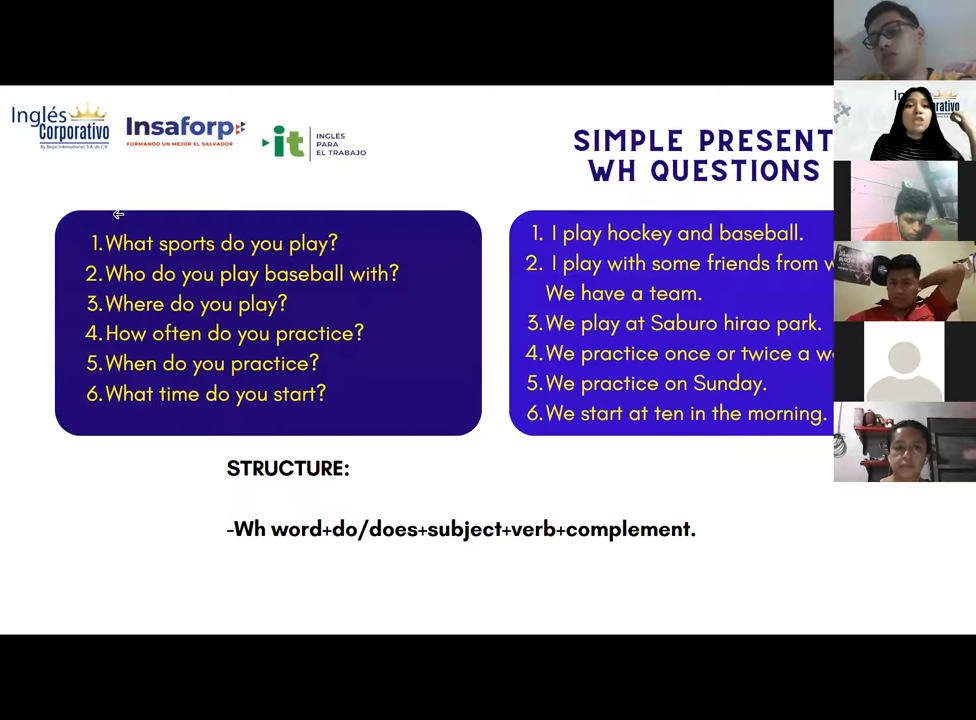 Inglés
Corporativo
By Regal International, S.A. de C.V.
Insaforp
FORMANDO UN MEJOR EL SALVADOR
it
INGLÉS
PARA
EL TRABAJO
SIMPLE PRESENT
WH QUESTIONS
1.What sports do you play?
2.Who do you play baseball with?
3.Where do you play?
4.How often do you practice?
5.When do you practice?
6.What time do you start?
1. I play hockey and baseball.
2. I play with some friends from
We have a team.
3.We play at Saburo hirao park.
4.We practice once or twice a
5.We practice on Sunday.
6.We start at ten in the morning.
STRUCTURE:
-Wh word+do/does+subject+verb+complement.